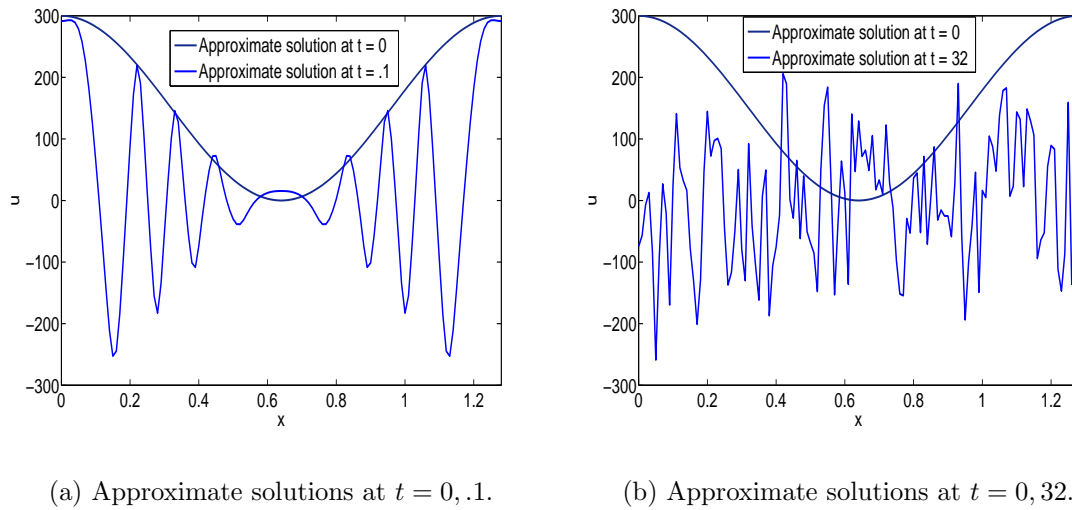 300
200
100
0
−100
−200
−300
u
0
0.2
0.4
0.6
0.8
1
1.2
x
Approximate solution at t = 0
Approximate solution at t = .1
300
200
100
0
−100
−200
−300
u
0
0.2
0.4
0.6
0.8
1
1.2
x
Approximate solution at t = 0
Approximate solution at t = 32
(a) Approximate solutions at t = 0, .1.
(b) Approximate solutions at t = 0, 32.